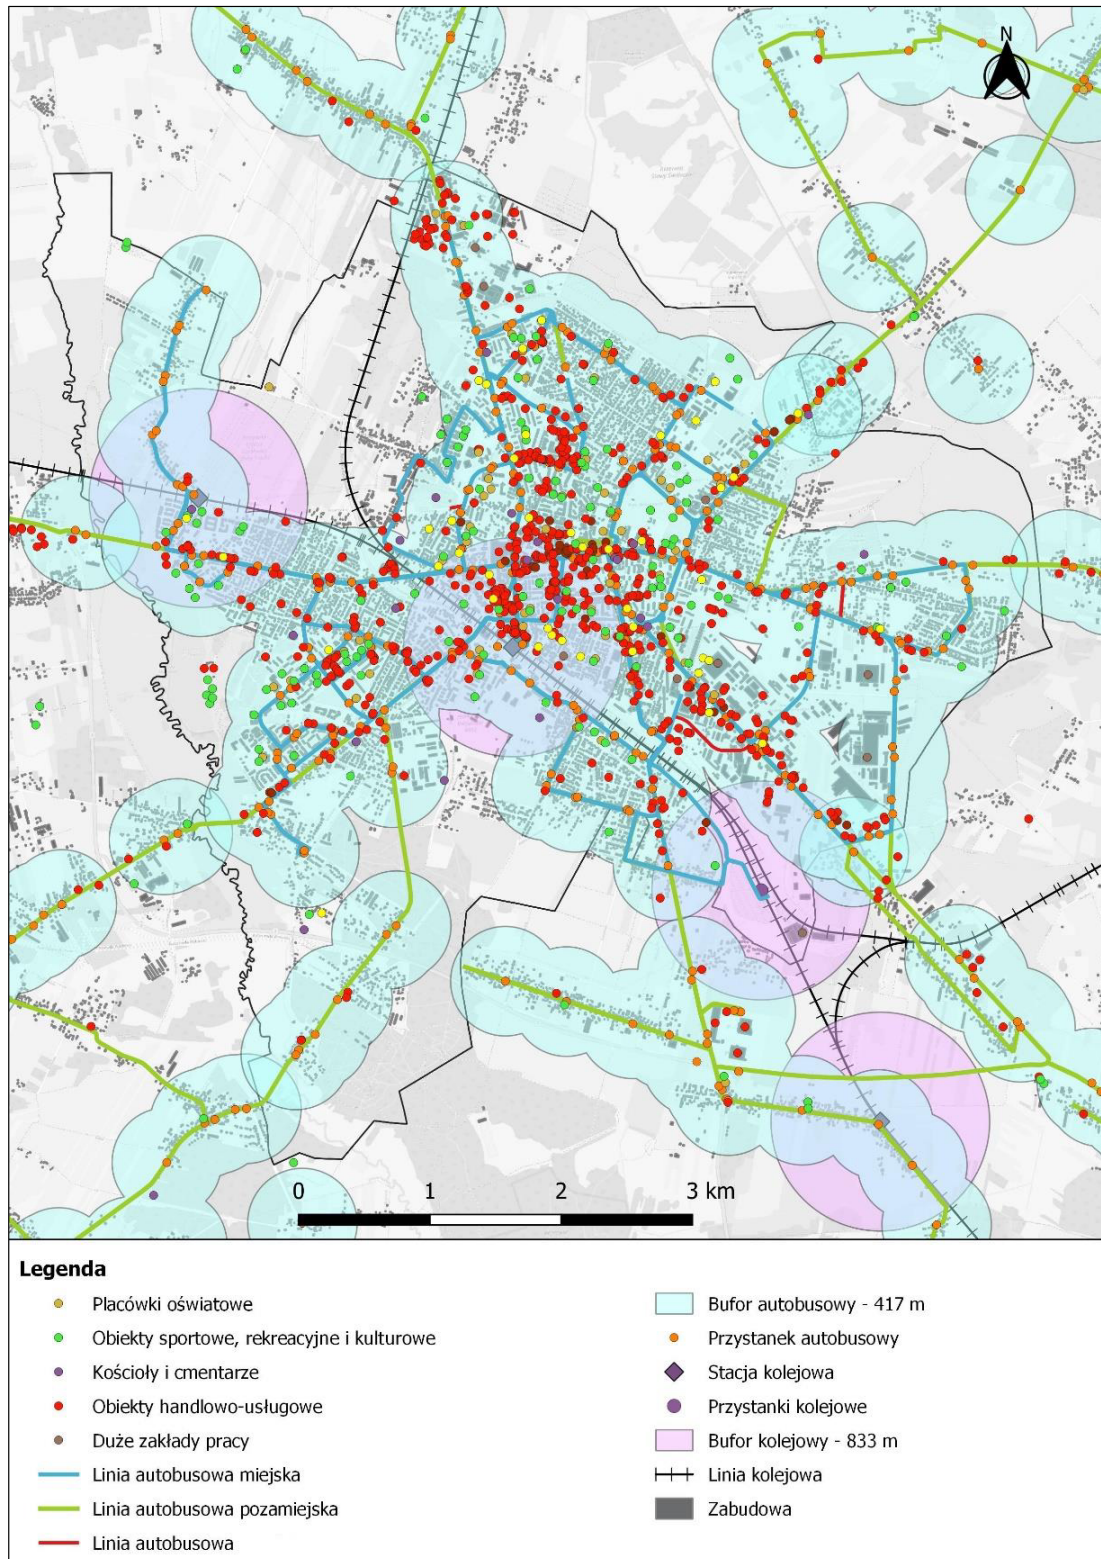 N
0 1 2 3 km
Legenda
Placówki oświatowe
Obiekty sportowe, rekreacyjne i kulturowe
Kościoły i cmentarze
Obiekty handlowo-usługowe
Duże zakłady pracy
Linia autobusowa miejska
Linia autobusowa pozamiejska
Linia autobusowa
Bufor autobusowy - 417 m
Przystanek autobusowy
Stacja kolejowa
Przystanki kolejowe
Bufor kolejowy - 833 m
Linia kolejowa
Zabudowa